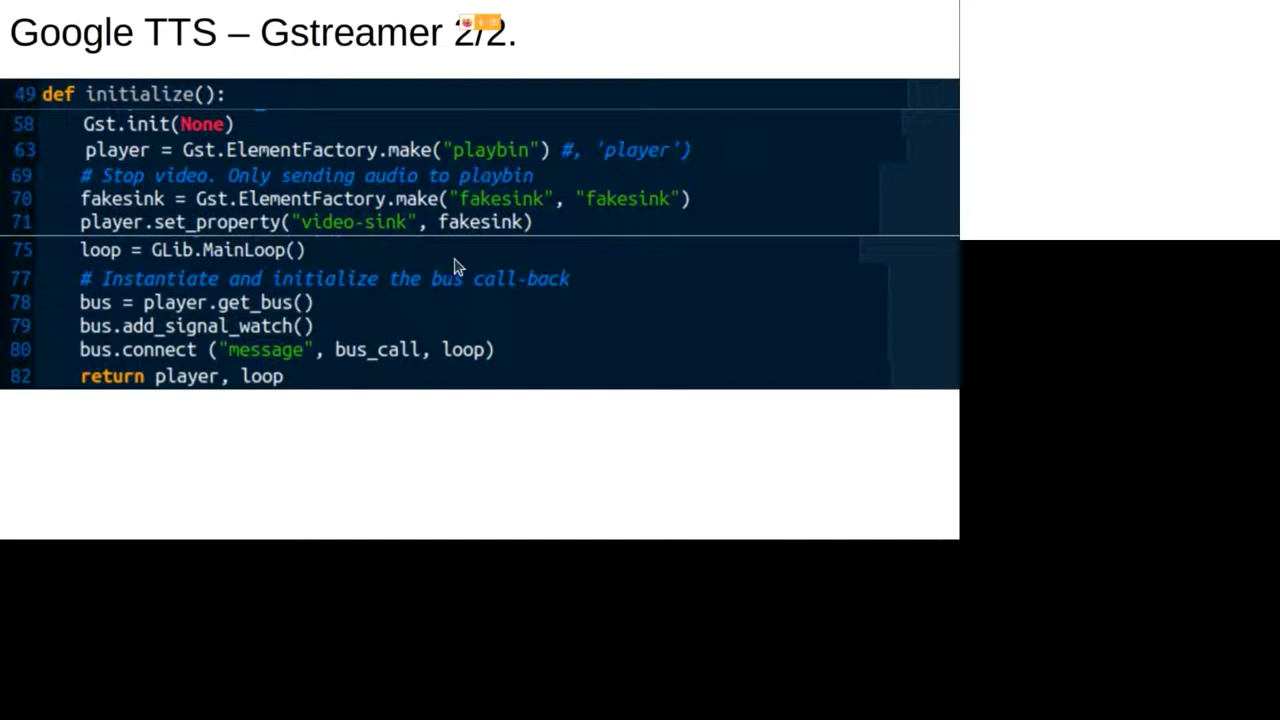 Google TTS – Gstreamer 2/2.
49 def initialize():
58 Gst.init(None)
63 player = Gst.ElementFactory.make("playbin") #, 'player')
69 # Stop video. Only sending audio to playbin
70 fakesink = Gst.ElementFactory.make("fakesink", "fakesink")
71 player.set_property("video-sink", fakesink)
75 loop = GLib.MainLoop()
77 # Instantiate and initialize the bus call-back
78 bus = player.get_bus()
79 bus.add_signal_watch()
80 bus.connect ("message", bus_call, loop)
82 return player, loop